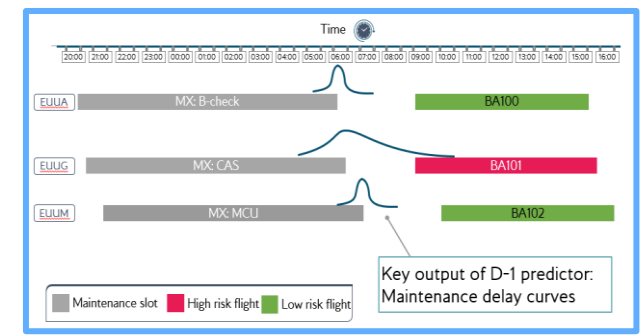 Time
20:00 21:00 22:00 23:00 00:00 01:00 02:00 03:00 04:00 05:00 06:00 07:00 08:00 09:00 10:00 11:00 12:00 13:00 14:00 15:00 16:00
EUUA MX: B-check BA100
EUUG MX: CAS BA101
EUUM MX: MCU BA102
Key output of D-1 predictor:
Maintenance delay curves
Maintenance slot High risk flight Low risk flight